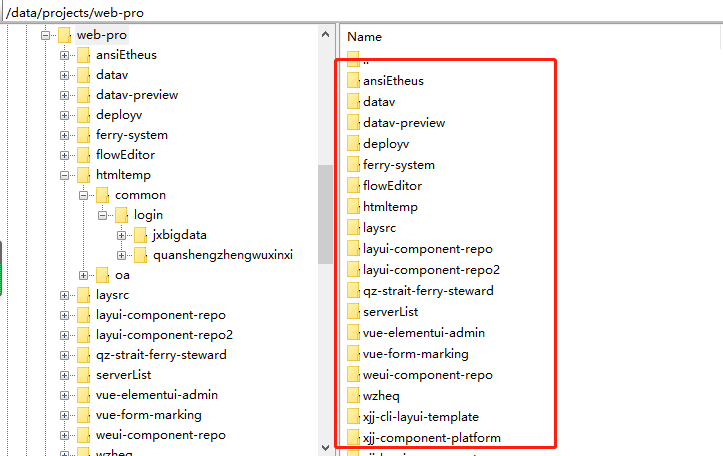 /data/projects/web-pro
web-pro
ansiEtheus
datav
datav-preview
deployv
ferry-system
flowEditor
htmltemp
common
login
jxbigdata
quanshengzhengwuxinxi
oa
laysrc
layui-component-repo
layui-component-repo2
qz-strait-ferry-steward
serverList
vue-elementui-admin
vue-form-marking
weui-component-repo
wzheq
Name
..
ansiEtheus
datav
datav-preview
deployv
ferry-system
flowEditor
htmltemp
laysrc
layui-component-repo
layui-component-repo2
qz-strait-ferry-steward
serverList
vue-elementui-admin
vue-form-marking
weui-component-repo
wzheq
xjj-cli-layui-template
xjj-component-platform